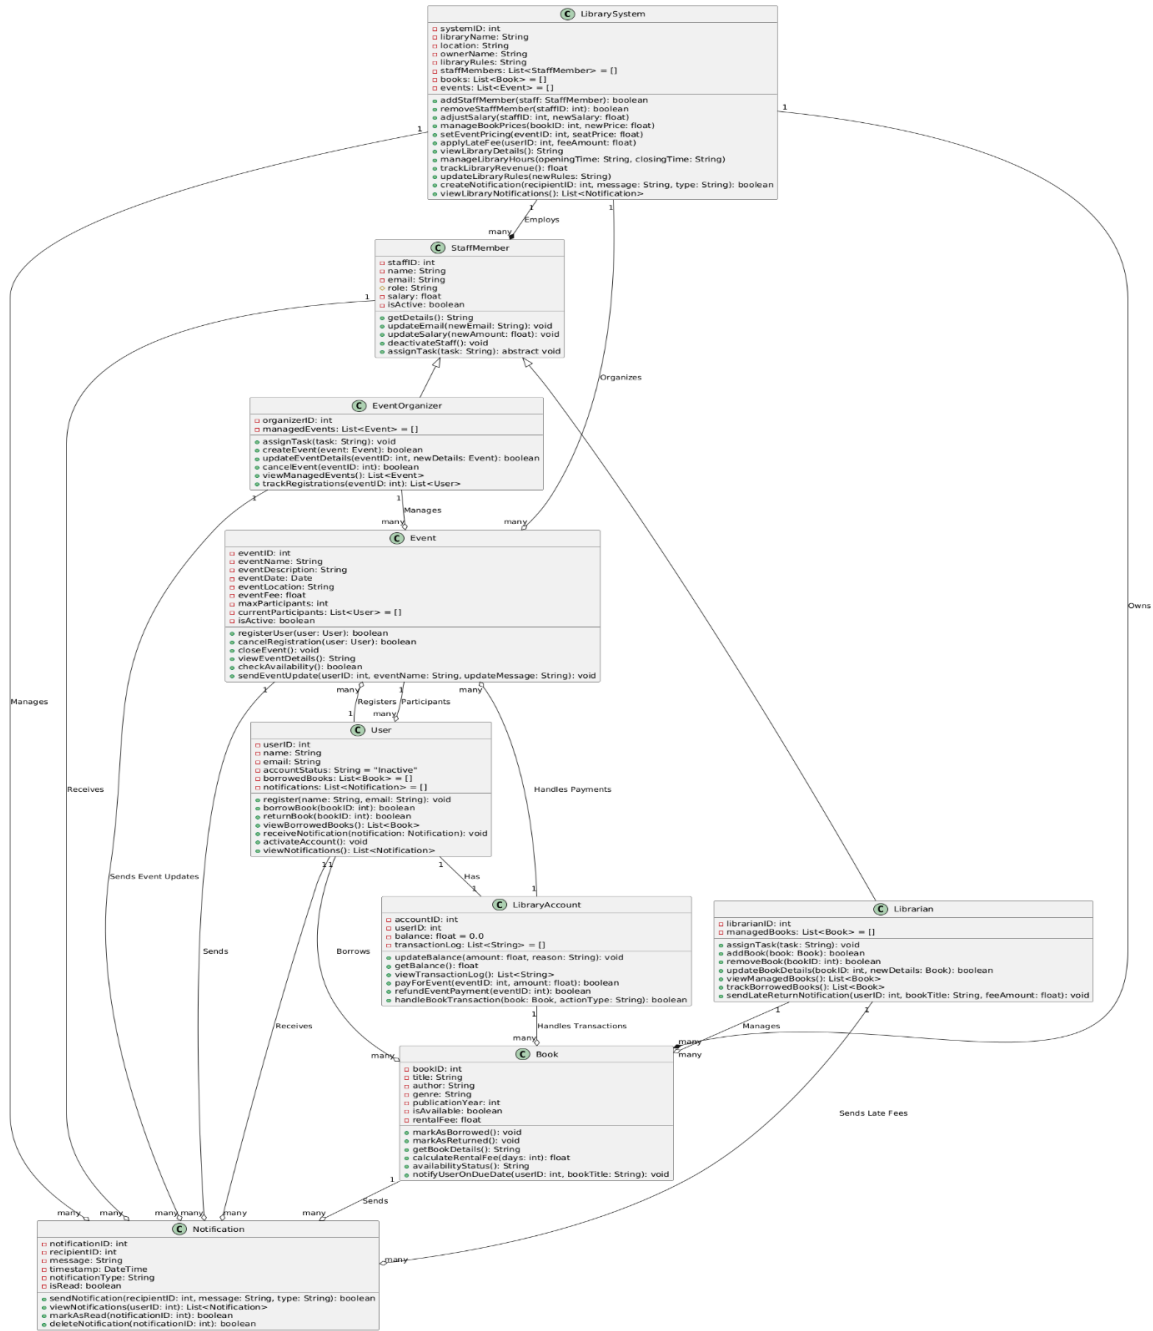 C LibrarySystem
systemID: int
libraryName: String
location: String
ownerName: String
libraryRules: String
staffMembers: List<StaffMember> = []
books: List<Book> = []
events: List<Event> = []
addStaffMember(staff: StaffMember): boolean
removeStaffMember(staffID: int): boolean
adjustSalary(staffID: int, newSalary: float)
manageBookPrices(bookID: int, newPrice: float)
setEventPricing(eventID: int, seatPrice: float)
applyLateFee(userID: int, feeAmount: float)
viewLibraryDetails(): String
manageLibraryHours(openingTime: String, closingTime: String)
trackLibraryRevenue(): float
updateLibraryRules(newRules: String)
createNotification(recipientID: int, message: String, type: String): boolean
viewLibraryNotifications(): List<Notification>
1
1
1
1
Employs
many
C StaffMember
staffID: int
name: String
email: String
role: String
salary: float
isActive: boolean
getDetails(): String
updateEmail(newEmail: String): void
updateSalary(newAmount: float): void
deactivateStaff(): void
assignTask(task: String): abstract void
1
Organizes
C EventOrganizer
organizerID: int
managedEvents: List<Event> = []
assignTask(task: String): void
createEvent(event: Event): boolean
updateEventDetails(eventID: int, newDetails: Event): boolean
cancelEvent(eventID: int): boolean
viewManagedEvents(): List<Event>
trackRegistrations(eventID: int): List<User>
1
1
Manages
many
many
C Event
eventID: int
eventName: String
eventDescription: String
eventDate: Date
eventLocation: String
eventFee: float
maxParticipants: int
currentParticipants: List<User> = []
isActive: boolean
registerUser(user: User): boolean
cancelRegistration(user: User): boolean
closeEvent(): void
viewEventDetails(): String
checkAvailability(): boolean
sendEventUpdate(userID: int, eventName: String, updateMessage: String): void
Owns
1
many
1
many
Manages
Registers
Participants
1
many
C User
userID: int
name: String
email: String
accountStatus: String = "Inactive"
borrowedBooks: List<Book> = []
notifications: List<Notification> = []
register(name: String, email: String): void
borrowBook(bookID: int): boolean
returnBook(bookID: int): boolean
viewBorrowedBooks(): List<Book>
receiveNotification(notification: Notification): void
activateAccount(): void
viewNotifications(): List<Notification>
Receives
Handles Payments
1
1
1
Sends Event Updates
Has
1
1
C LibraryAccount
accountID: int
userID: int
balance: float = 0.0
transactionLog: List<String> = []
updateBalance(amount: float, reason: String): void
getBalance(): float
viewTransactionLog(): List<String>
payForEvent(eventID: int, amount: float): boolean
refundEventPayment(eventID: int): boolean
handleBookTransaction(book: Book, actionType: String): boolean
C Librarian
librarianID: int
managedBooks: List<Book> = []
assignTask(task: String): void
addBook(book: Book): boolean
removeBook(bookID: int): boolean
updateBookDetails(bookID: int, newDetails: Book): boolean
viewManagedBooks(): List<Book>
trackBorrowedBooks(): List<Book>
sendLateReturnNotification(userID: int, bookTitle: String, feeAmount: float): void
Sends
Borrows
1
1
1
Receives
Handles Transactions
Manages
many
many
many
many
C Book
bookID: int
title: String
author: String
genre: String
publicationYear: int
isAvailable: boolean
rentalFee: float
markAsBorrowed(): void
markAsReturned(): void
getBookDetails(): String
calculateRentalFee(days: int): float
availabilityStatus(): String
notifyUserOnDueDate(userID: int, bookTitle: String): void
Sends Late Fees
1
Sends
many
many
many
many
many
many
C Notification
notificationID: int
recipientID: int
message: String
timestamp: DateTime
notificationType: String
isRead: boolean
sendNotification(recipientID: int, message: String, type: String): boolean
viewNotifications(userID: int): List<Notification>
markAsRead(notificationID: int): boolean
deleteNotification(notificationID: int): boolean
many